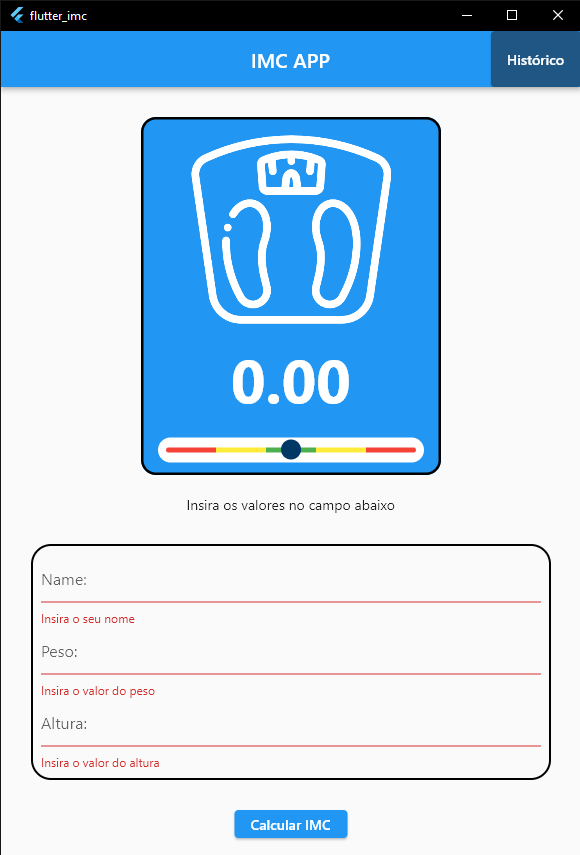 flutter_imc
IMC APP
Histórico
0.00
Insira os valores no campo abaixo
Name:
Insira o seu nome
Peso:
Insira o valor do peso
Altura:
Insira o valor do altura
Calcular IMC